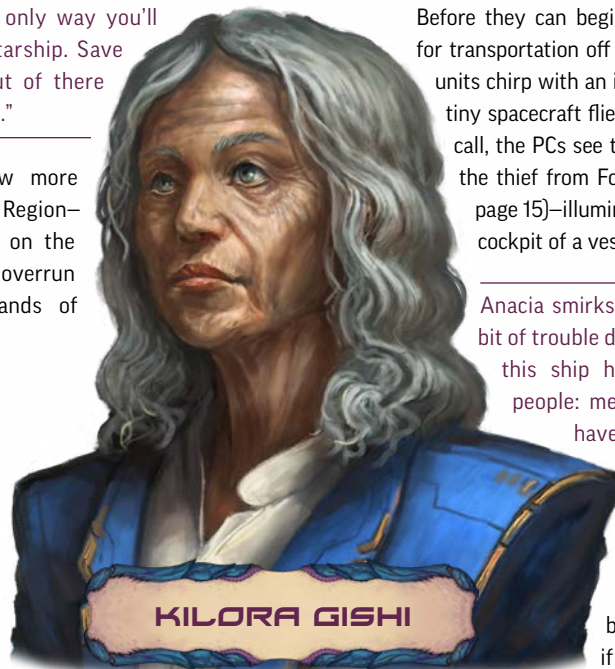 only way you'll
tarship. Save
ut of there
."
w more
Region–
on the
overrun
ands of
KILORA GISHI
Before they can begi
for transportation off
units chirp with an i
tiny spacecraft flie
call, the PCs see t
the thief from Fo
page 15)–illumin
cockpit of a ves
Anacia smirks
bit of trouble d
this ship h
people: me
have
b
if